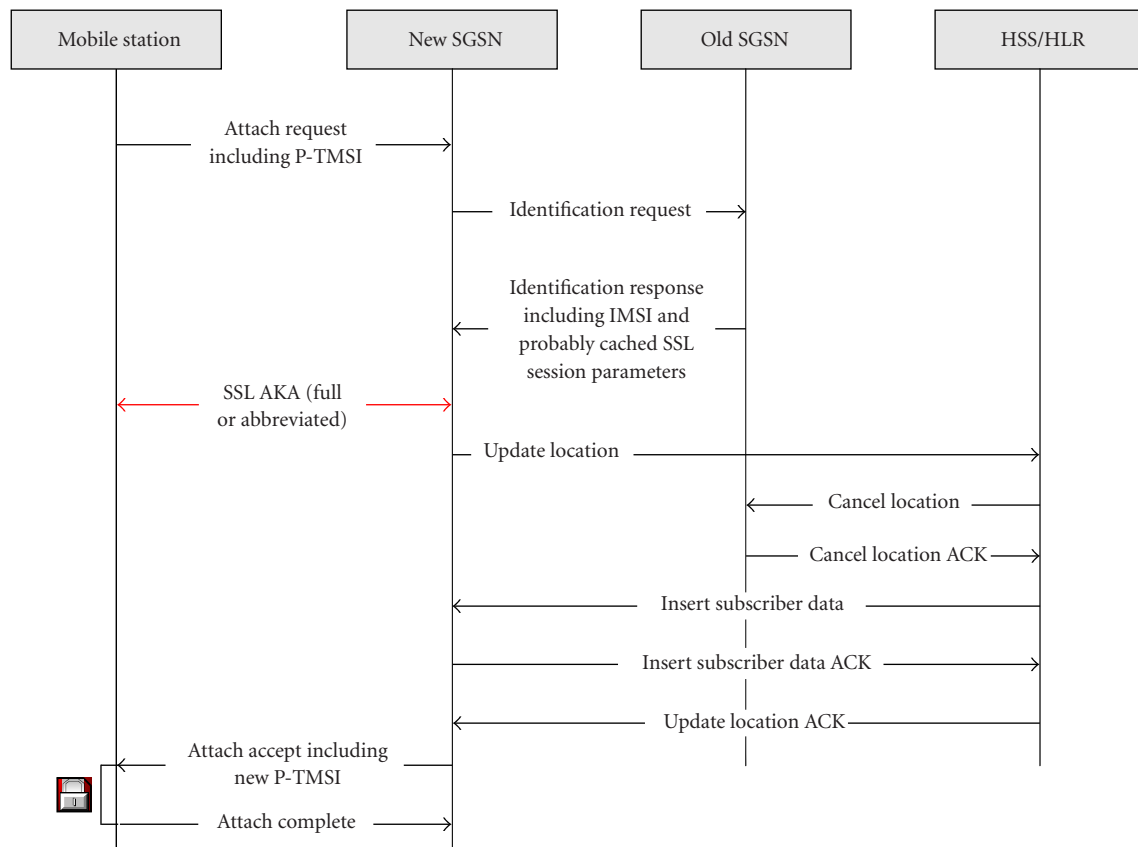 Mobile station
New SGSN
Old SGSN
HSS/HLR
Attach request
including P-TMSI
Identification request
Identification response
including IMSI and
probably cached SSL
session parameters
SSL AKA (full
or abbreviated)
Update location
Cancel location
Cancel location ACK
Insert subscriber data
Insert subscriber data ACK
Update location ACK
Attach accept including
new P-TMSI
Attach complete